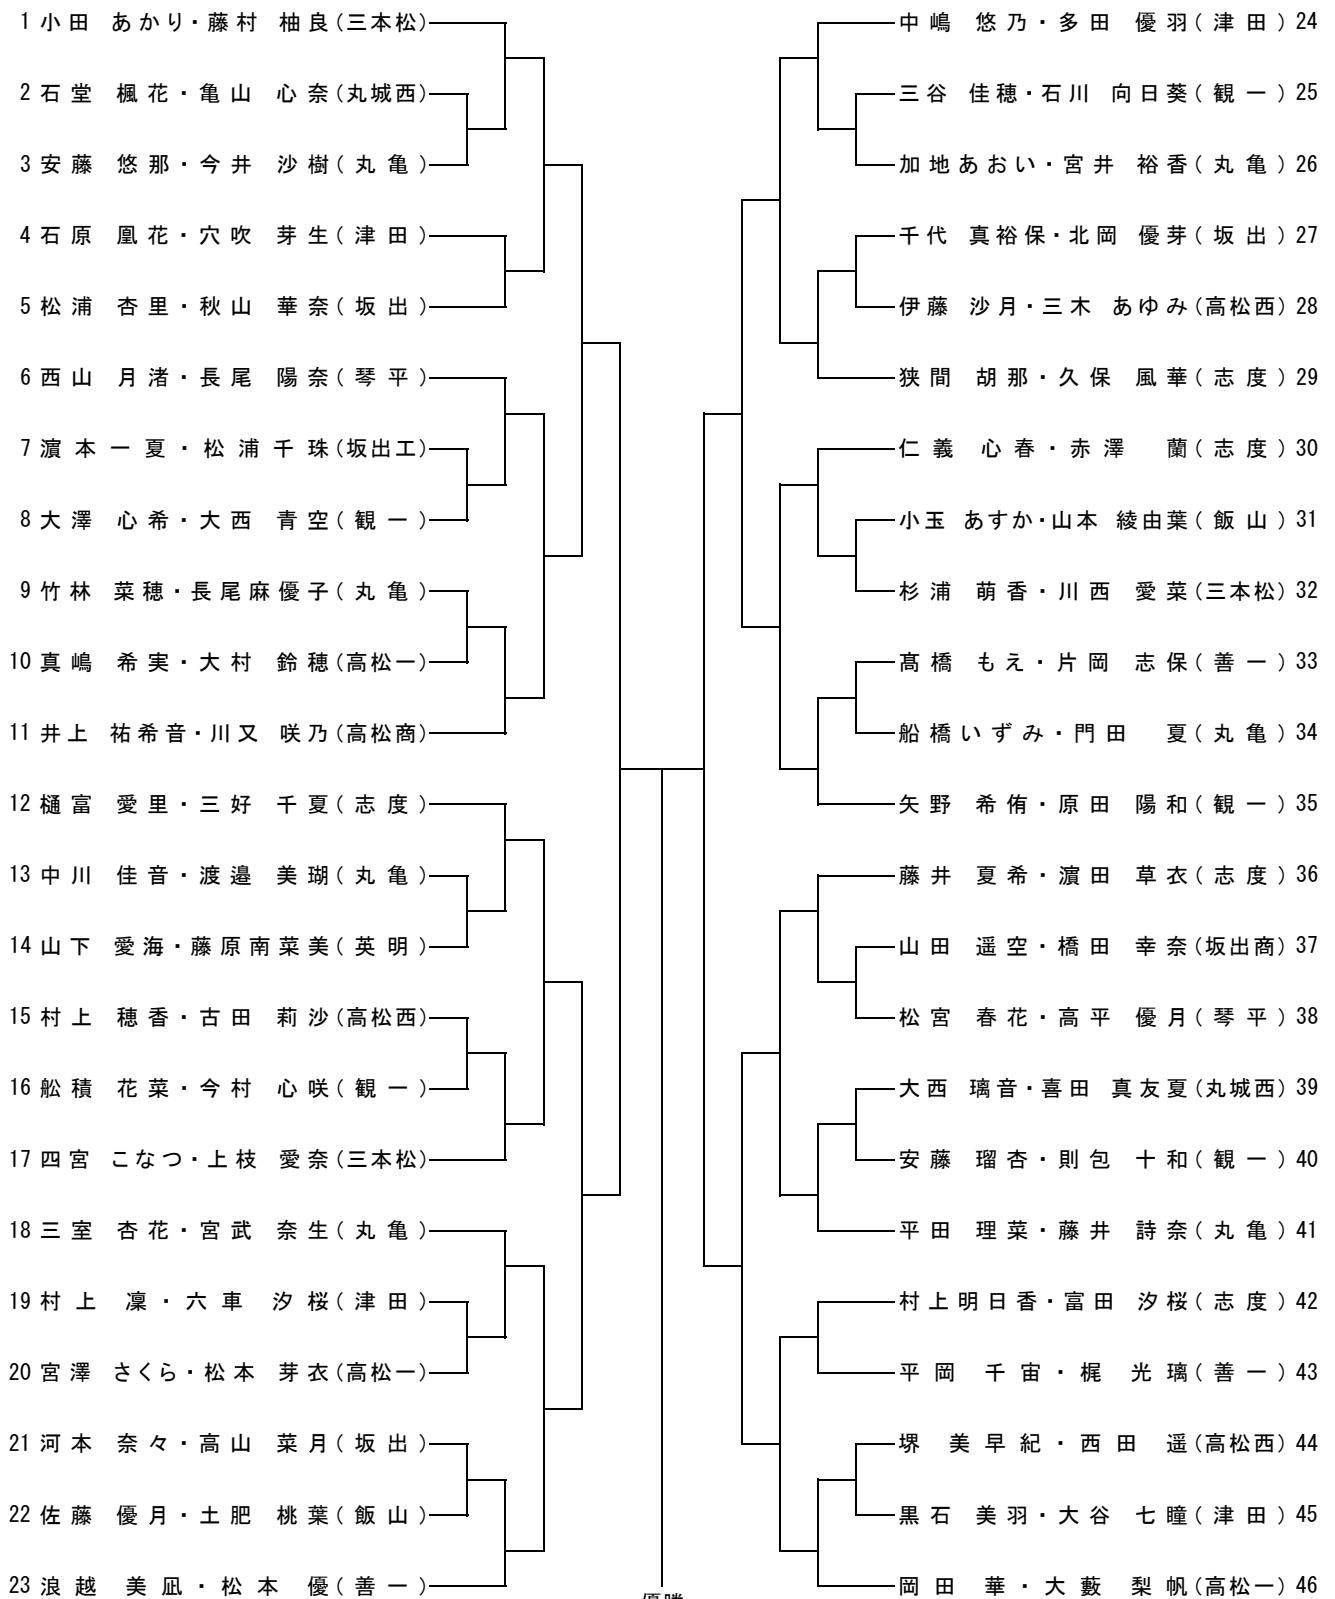 1 小田 あかり・藤村 柚良(三本松)
2 石堂 楓花・亀山 心奈(丸城西)
3 安藤 悠那・今井 沙樹(丸亀)
4 石原 凰花・穴吹 芽生(津田)
5 松浦 杏里・秋山 華奈(坂出)
6 西山 月渚・長尾 陽奈(琴平)
7 濵本一夏・松浦千珠(坂出工)
8 大澤 心希・大西 青空(観一)
9 竹林 菜穂・長尾麻優子(丸亀)
10 真嶋 希実・大村 鈴穂(高松一)
11 井上 祐希音・川又 咲乃(高松商)
12 樋富 愛里・三好 千夏(志度)
13 中川 佳音・渡邉 美瑚(丸亀)
14 山下 愛海・藤原南菜美(英明)
15 村上 穂香・古田 莉沙(高松西)
16 舩積 花菜・今村 心咲(観一)
17 四宮 こなつ・上枝 愛奈(三本松)
18 三室 杏花・宮武 奈生(丸亀)
19 村上 凜・六車 汐桜(津田)
20 宮澤 さくら・松本 芽衣(高松一)
21 河本 奈々・高山 菜月(坂出)
22 佐藤 優月・土肥 桃葉(飯山)
23 浪越 美凪・松本 優(善一)
中嶋 悠乃・多田 優羽(津田) 24
三谷 佳穂・石川 向日葵(観一) 25
加地あおい・宮井 裕香(丸亀) 26
千代 真裕保・北岡 優芽(坂出) 27
伊藤 沙月・三木 あゆみ(高松西) 28
狭間 胡那・久保 風華(志度) 29
仁義 心春・赤澤 蘭(志度) 30
小玉 あすか・山本 綾由葉(飯山) 31
杉浦 萌香・川西 愛菜(三本松) 32
髙橋 もえ・片岡 志保(善一) 33
船橋いずみ・門田 夏(丸亀) 34
矢野 希侑・原田 陽和(観一) 35
藤井 夏希・濵田 草衣(志度) 36
山田 遥空・橋田 幸奈(坂出商) 37
松宮 春花・高平 優月(琴平) 38
大西 璃音・喜田 真友夏(丸城西) 39
安藤 瑠杏・則包 十和(観一) 40
平田 理菜・藤井 詩奈(丸亀) 41
村上明日香・富田 汐桜(志度) 42
平岡 千宙・梶 光璃(善一) 43
堺 美早紀・西田 遥(高松西) 44
黒石 美羽・大谷 七瞳(津田) 45
岡田 華・大藪 梨帆(高松一) 46
優勝